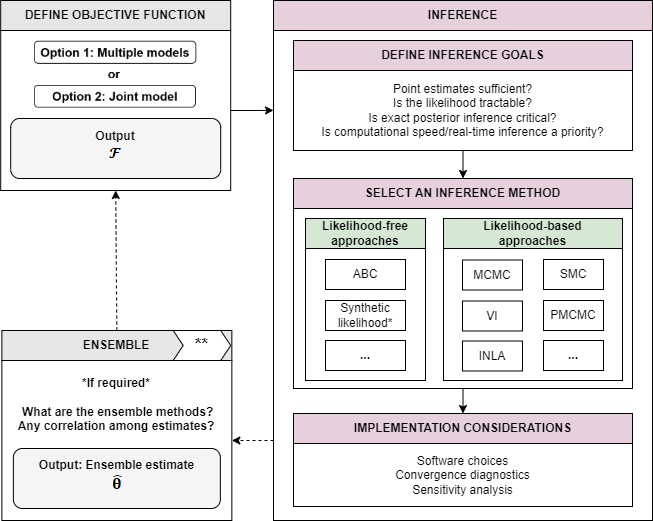 DEFINE OBJECTIVE FUNCTION
Option 1: Multiple models
or
Option 2: Joint model
Output
ℱ
INFERENCE
DEFINE INFERENCE GOALS
Point estimates sufficient?
Is the likelihood tractable?
Is exact posterior inference critical?
Is computational speed/real-time inference a priority?
SELECT AN INFERENCE METHOD
Likelihood-free
approaches
ABC
Synthetic
likelihood*
...
Likelihood-based
approaches
MCMC
SMC
VI
PMCMC
INLA
...
IMPLEMENTATION CONSIDERATIONS
Software choices
Convergence diagnostics
Sensitivity analysis
ENSEMBLE
**
*If required*
What are the ensemble methods?
Any correlation among estimates?
Output: Ensemble estimate
θ̂